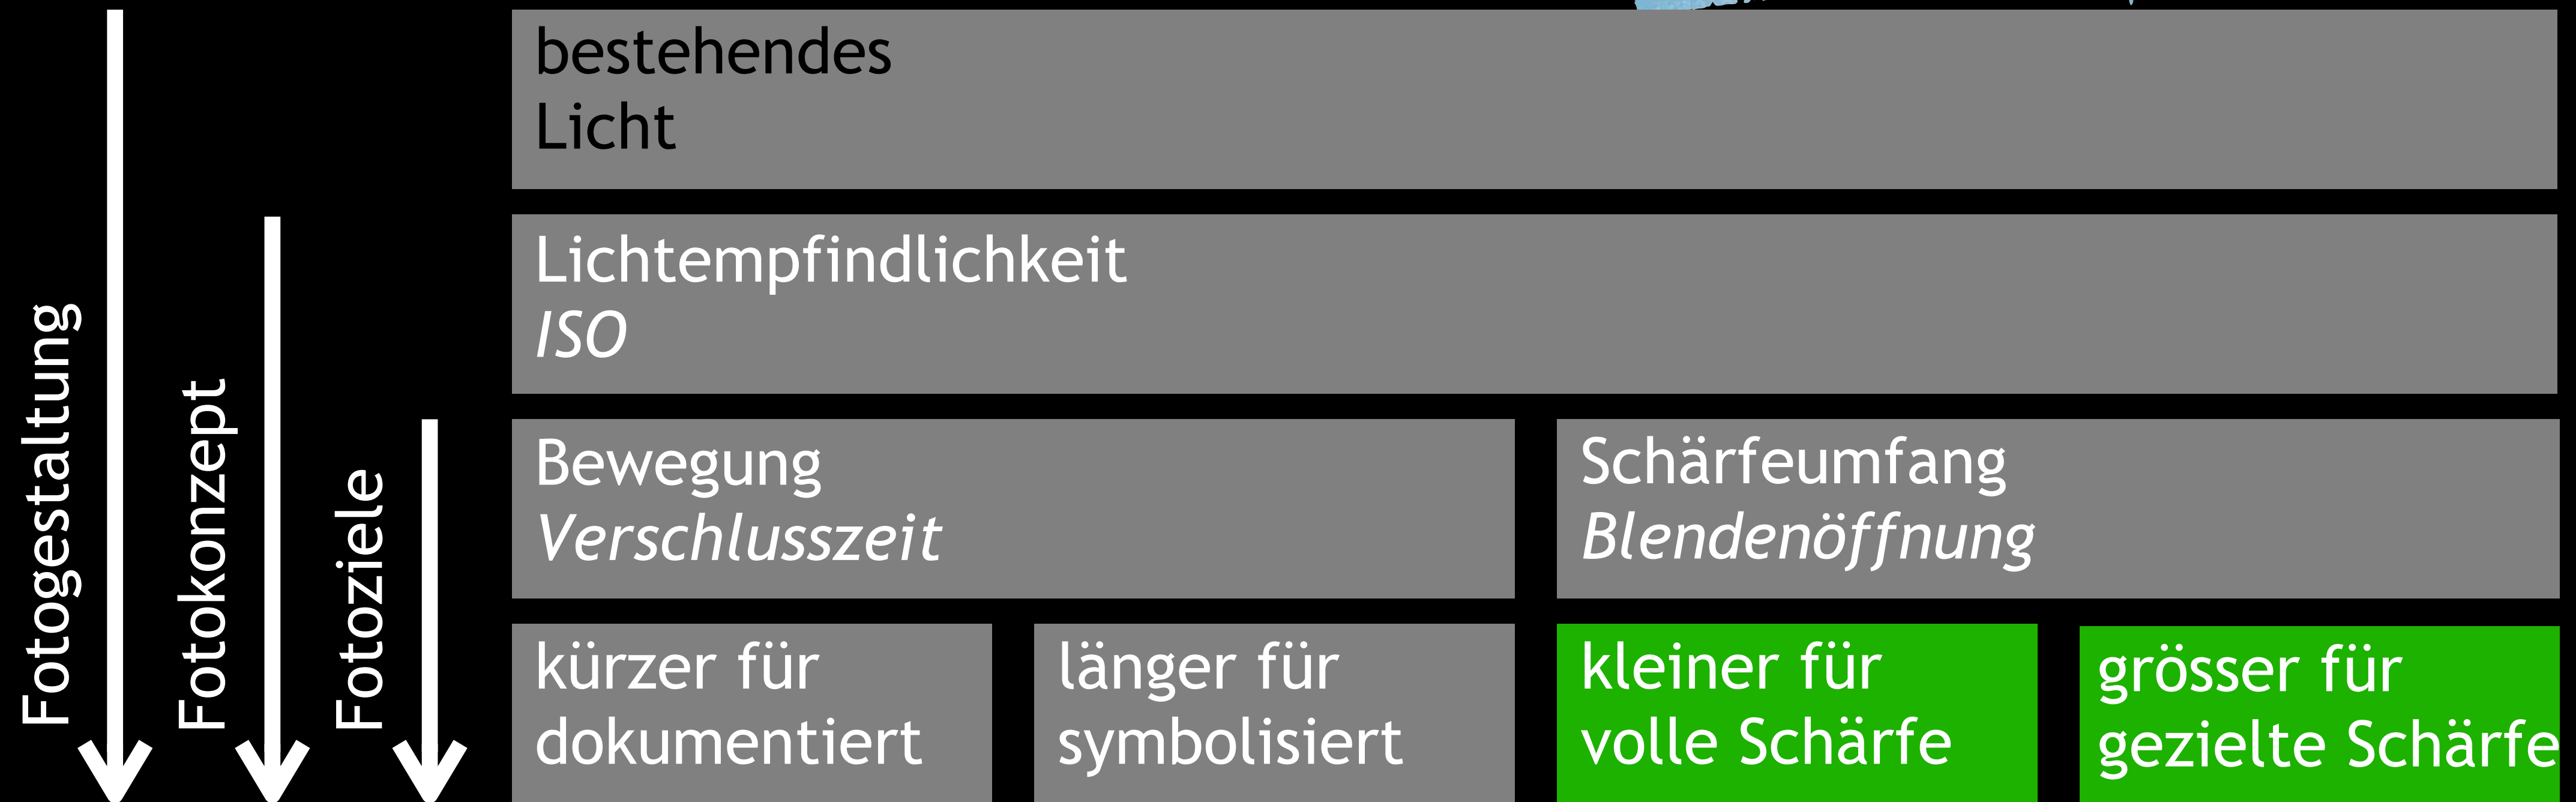 Fotogestaltung
Fotokonzept
Fotoziele
bestehendes
Licht
Lichtempfindlichkeit
ISO
Bewegung
Verschlusszeit
Schärfeumfang
Blendenöffnung
kürzer für
dokumentiert
länger für
symbolisiert
kleiner für
volle Schärfe
grösser für
gezielte Schärfe